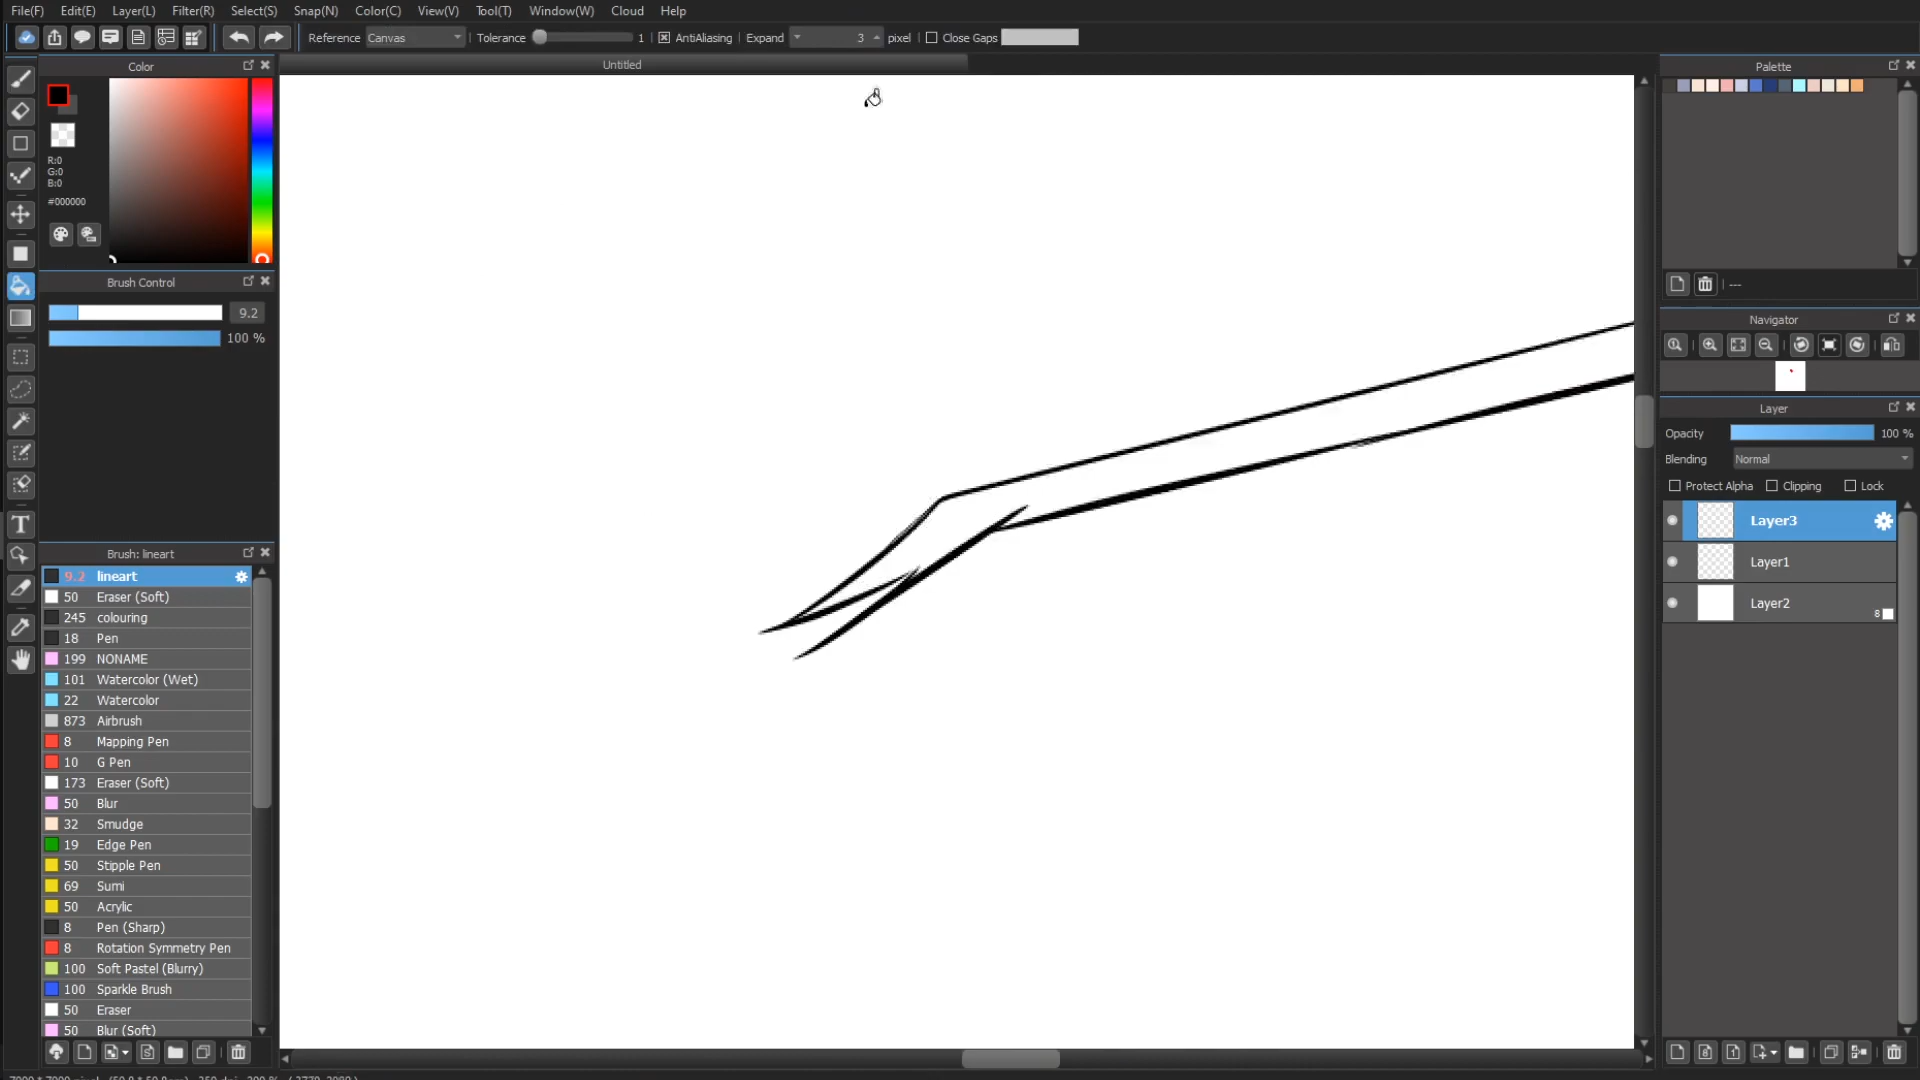 File(F) Edit(E) Layer(L) Filter(R) Select(S) Snap(N) Color(C) View(V) Tool(T) Window(W) Cloud Help
Reference Canvas Tolerance 1 AntiAliasing Expand 3 pixel Close Gaps
Color
Untitled
Palette
R:0
G:0
B:0
#000000
---
Brush Control
9.2
100 %
Navigator
Layer
Opacity 100 %
Blending Normal
Protect Alpha Clipping Lock
Layer3
Layer1
Layer2
8
Brush: lineart
9.2 lineart
50 Eraser (Soft)
245 colouring
18 Pen
199 NONAME
101 Watercolor (Wet)
22 Watercolor
873 Airbrush
8 Mapping Pen
10 G Pen
173 Eraser (Soft)
50 Blur
32 Smudge
19 Edge Pen
50 Stipple Pen
69 Sumi
50 Acrylic
8 Pen (Sharp)
8 Rotation Symmetry Pen
100 Soft Pastel (Blurry)
100 Sparkle Brush
50 Eraser
50 Blur (Soft)